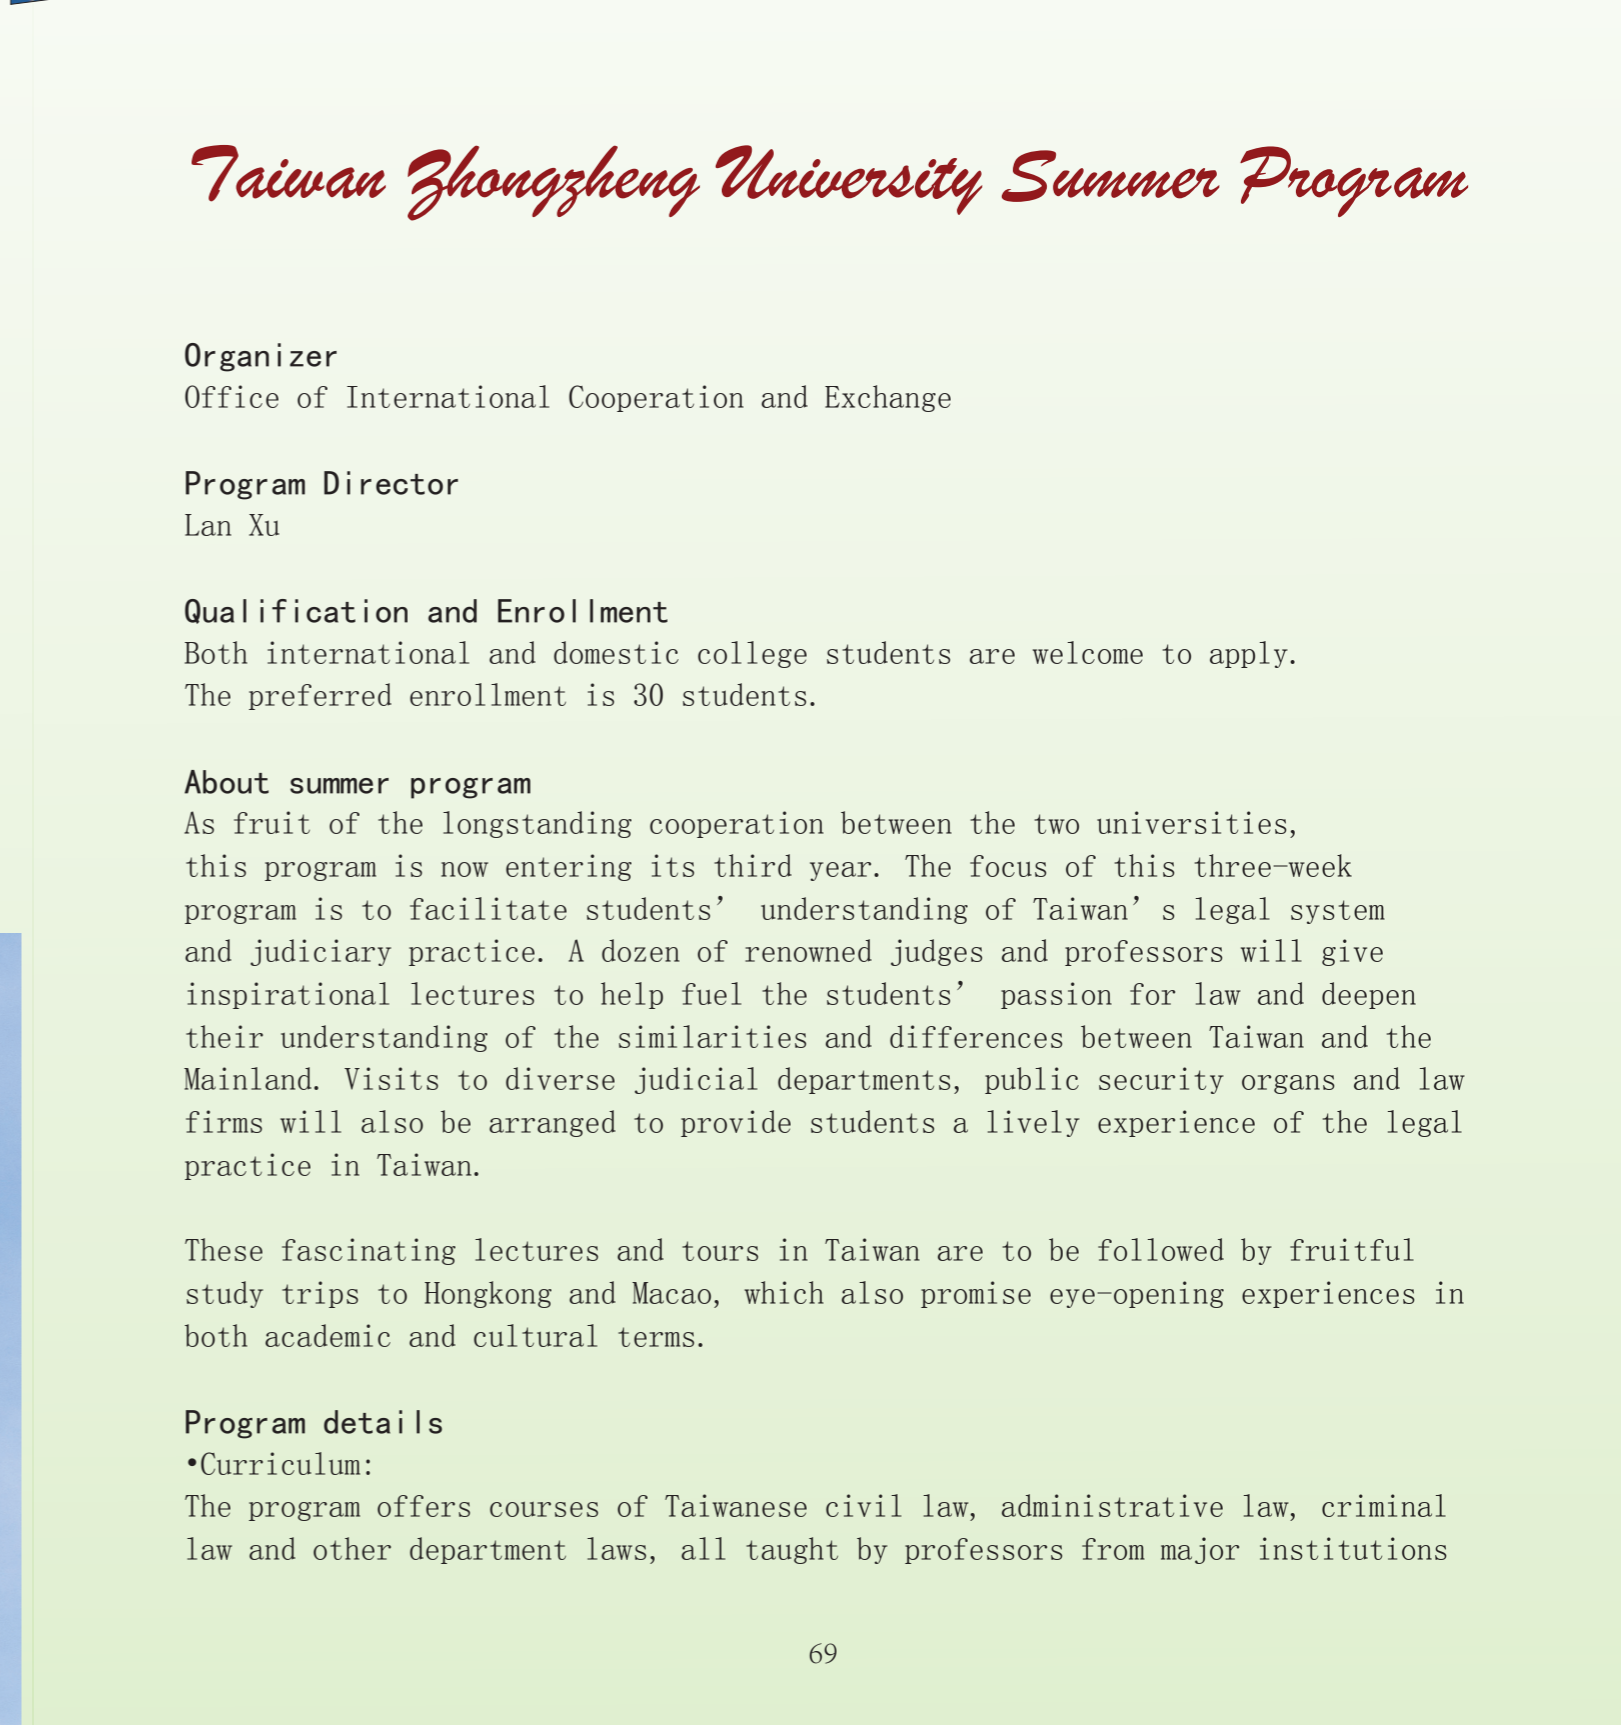 Taiwan Zhongzheng University Summer Program
Organizer
Office of International Cooperation and Exchange
Program Director
Lan Xu
Qualification and Enrollment
Both international and domestic college students are welcome to apply.
The preferred enrollment is 30 students.
About summer program
As fruit of the longstanding cooperation between the two universities,
this program is now entering its third year. The focus of this three-week
program is to facilitate students’ understanding of Taiwan’s legal system
and judiciary practice. A dozen of renowned judges and professors will give
inspirational lectures to help fuel the students’ passion for law and deepen
their understanding of the similarities and differences between Taiwan and the
Mainland. Visits to diverse judicial departments, public security organs and law
firms will also be arranged to provide students a lively experience of the legal
practice in Taiwan.
These fascinating lectures and tours in Taiwan are to be followed by fruitful
study trips to Hongkong and Macao, which also promise eye-opening experiences in
both academic and cultural terms.
Program details
•Curriculum:
The program offers courses of Taiwanese civil law, administrative law, criminal
law and other department laws, all taught by professors from major institutions
69